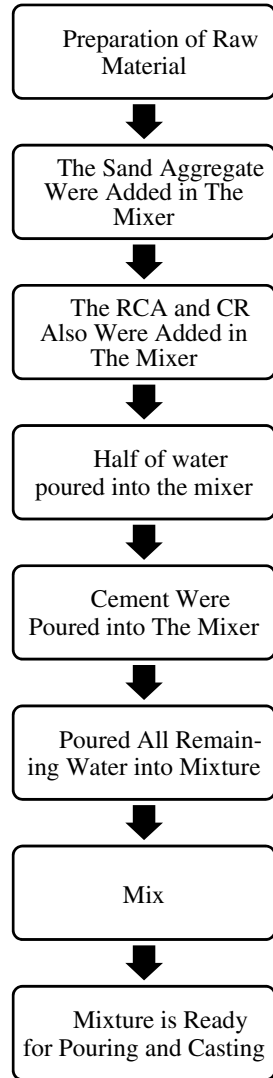 Preparation of Raw
Material
The Sand Aggregate
Were Added in The
Mixer
The RCA and CR
Also Were Added in
The Mixer
Half of water
poured into the mixer
Cement Were
Poured into The Mixer
Poured All Remain-
ing Water into Mixture
Mix
Mixture is Ready
for Pouring and Casting